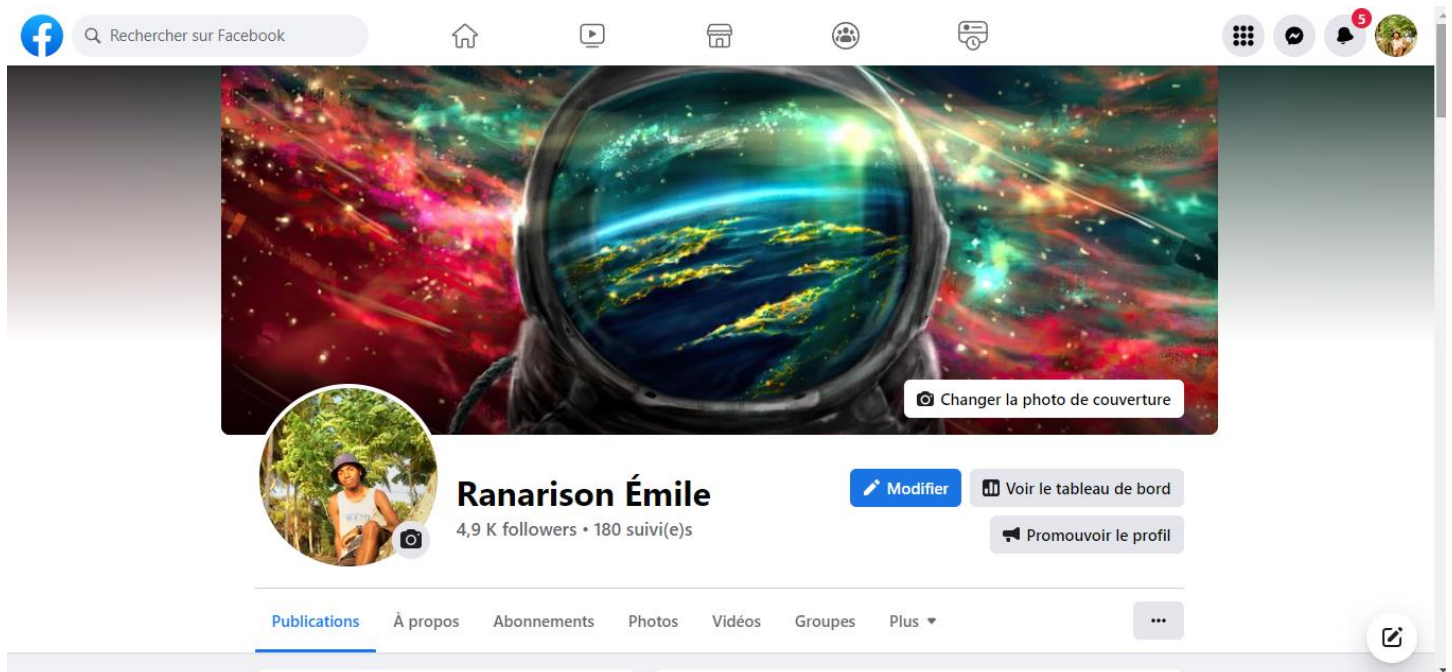 Rechercher sur Facebook
5
Changer la photo de couverture
Ranarison Émile
4,9 K followers • 180 suivi(e)s
Modifier
Voir le tableau de bord
Promouvoir le profil
Publications
À propos
Abonnements
Photos
Vidéos
Groupes
Plus